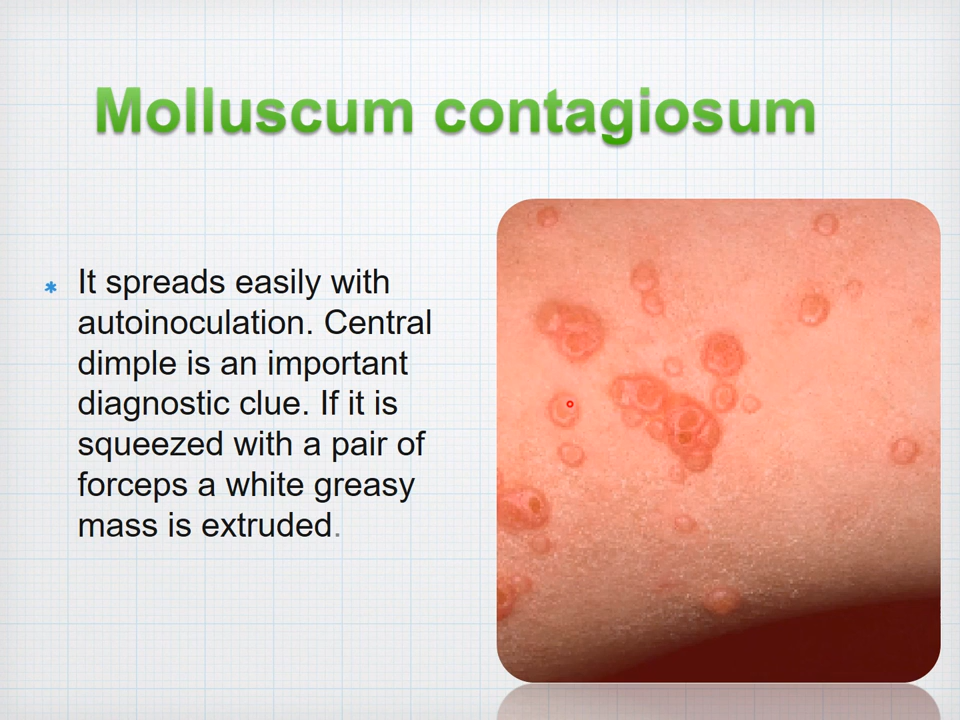 Molluscum contagiosum
* It spreads easily with
autoinoculation. Central
dimple is an important
diagnostic clue. If it is
squeezed with a pair of
forceps a white greasy
mass is extruded.